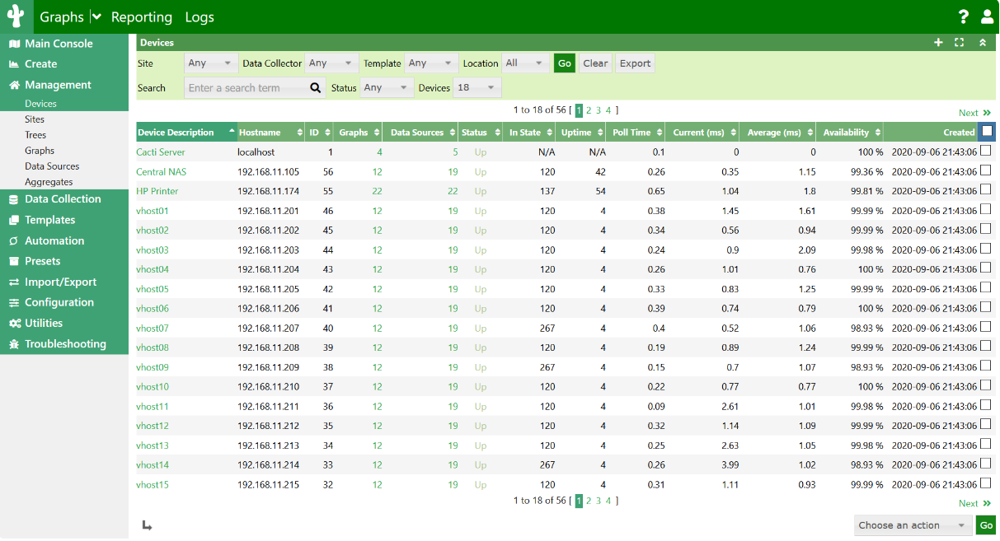 Graphs Reporting Logs ?
Main Console
Create
Management
Devices
Sites
Trees
Graphs
Data Sources
Aggregates
Data Collection
Templates
Automation
Presets
Import/Export
Configuration
Utilities
Troubleshooting
Devices
Site Any Data Collector Any Template Any Location All Go Clear Export
Search Enter a search term Status Any Devices 18
1 to 18 of 56 [ 1 2 3 4 ]
Next »
Device Description Hostname ID Graphs Data Sources Status In State Uptime Poll Time Current (ms) Average (ms) Availability Created
Cacti Server localhost 1 4 5 Up N/A N/A 0.1 0 0 100 % 2020-09-06 21:43:06
Central NAS 192.168.11.105 56 12 19 Up 120 42 0.26 0.35 1.15 99.36 % 2020-09-06 21:43:06
HP Printer 192.168.11.174 55 22 22 Up 137 54 0.65 1.04 1.8 99.81 % 2020-09-06 21:43:06
vhost01 192.168.11.201 46 12 19 Up 120 4 0.38 1.45 1.61 99.99 % 2020-09-06 21:43:06
vhost02 192.168.11.202 45 12 19 Up 120 4 0.34 0.56 0.94 99.99 % 2020-09-06 21:43:06
vhost03 192.168.11.203 44 12 19 Up 120 4 0.24 0.9 2.09 99.98 % 2020-09-06 21:43:06
vhost04 192.168.11.204 43 12 19 Up 120 4 0.26 1.01 0.76 100 % 2020-09-06 21:43:06
vhost05 192.168.11.205 42 12 19 Up 120 4 0.33 0.83 1.25 99.99 % 2020-09-06 21:43:06
vhost06 192.168.11.206 41 12 19 Up 120 4 0.39 0.74 0.79 100 % 2020-09-06 21:43:06
vhost07 192.168.11.207 40 12 19 Up 267 4 0.4 0.52 1.06 98.93 % 2020-09-06 21:43:06
vhost08 192.168.11.208 39 12 19 Up 120 4 0.19 0.89 1.24 99.99 % 2020-09-06 21:43:06
vhost09 192.168.11.209 38 12 19 Up 267 4 0.15 0.7 1.07 98.93 % 2020-09-06 21:43:06
vhost10 192.168.11.210 37 12 19 Up 120 4 0.22 0.77 0.77 100 % 2020-09-06 21:43:06
vhost11 192.168.11.211 36 12 19 Up 120 4 0.09 2.61 1.01 99.98 % 2020-09-06 21:43:06
vhost12 192.168.11.212 35 12 19 Up 120 4 0.32 1.14 1.09 99.99 % 2020-09-06 21:43:06
vhost13 192.168.11.213 34 12 19 Up 120 4 0.25 2.63 1.05 99.98 % 2020-09-06 21:43:06
vhost14 192.168.11.214 33 12 19 Up 267 4 0.26 3.99 1.02 98.93 % 2020-09-06 21:43:06
vhost15 192.168.11.215 32 12 19 Up 120 4 0.31 1.11 0.93 99.99 % 2020-09-06 21:43:06
1 to 18 of 56 [ 1 2 3 4 ]
Next »
Choose an action Go